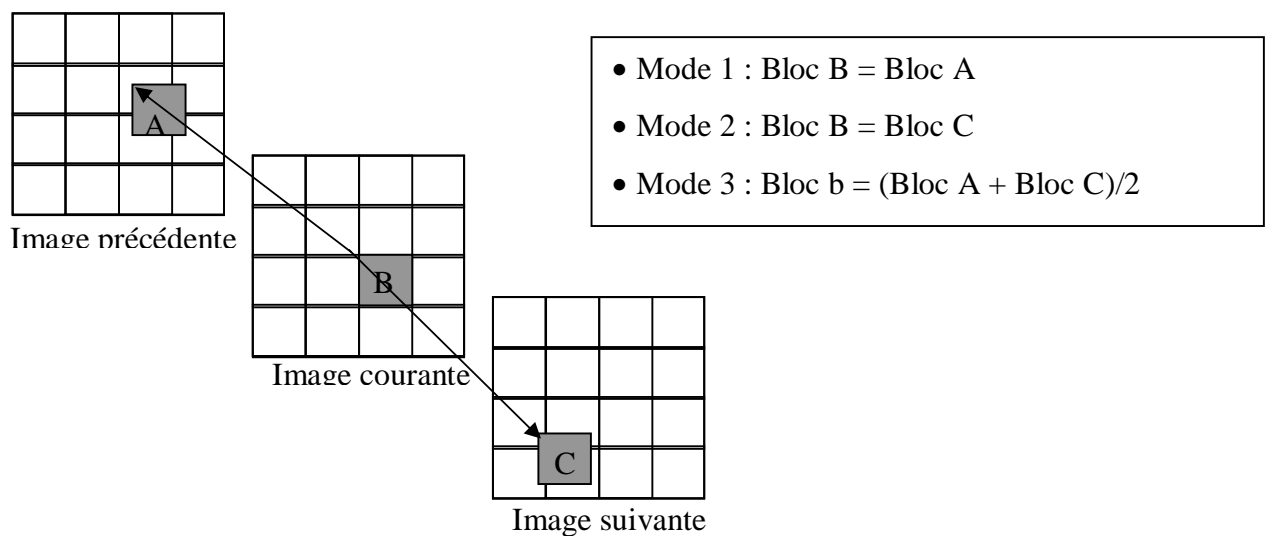 A
Image précédente
B
Image courante
C
Image suivante
• Mode 1 : Bloc B = Bloc A
• Mode 2 : Bloc B = Bloc C
• Mode 3 : Bloc b = (Bloc A + Bloc C)/2